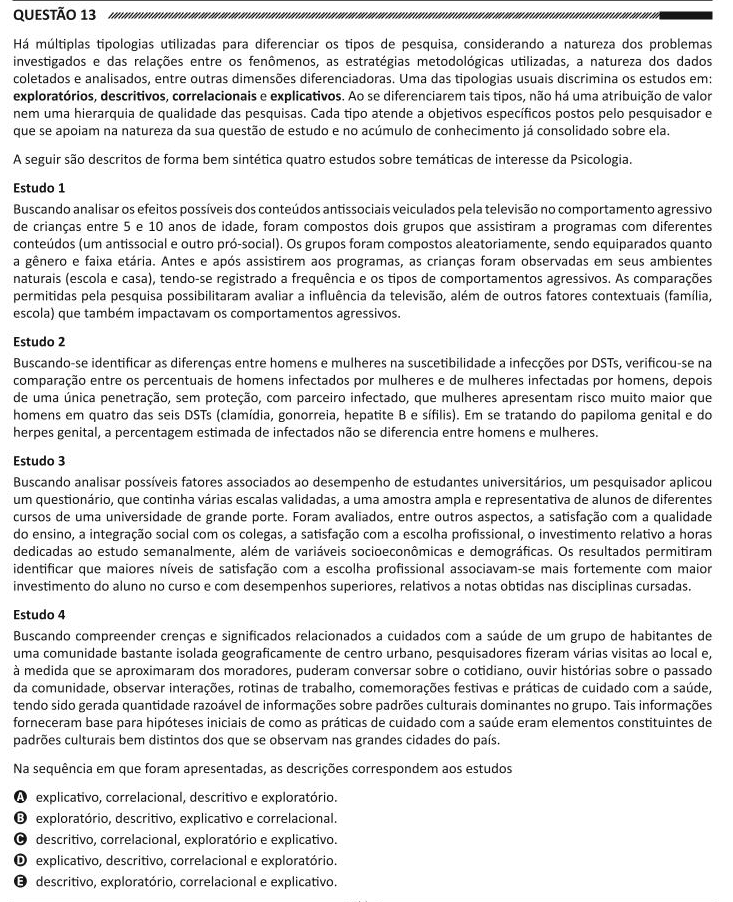 QUESTÃO 13
Há múltiplas tipologias utilizadas para diferenciar os tipos de pesquisa, considerando a natureza dos problemas
investigados e das relações entre os fenômenos, as estratégias metodológicas utilizadas, a natureza dos dados
coletados e analisados, entre outras dimensões diferenciadoras. Uma das tipologias usuais discrimina os estudos em:
exploratórios, descritivos, correlacionais e explicativos. Ao se diferenciarem tais tipos, não há uma atribuição de valor
nem uma hierarquia de qualidade das pesquisas. Cada tipo atende a objetivos específicos postos pelo pesquisador e
que se apoiam na natureza da sua questão de estudo e no acúmulo de conhecimento já consolidado sobre ela.
A seguir são descritos de forma bem sintética quatro estudos sobre temáticas de interesse da Psicologia.
Estudo 1
Buscando analisar os efeitos possíveis dos conteúdos antissociais veiculados pela televisão no comportamento agressivo
de crianças entre 5 e 10 anos de idade, foram compostos dois grupos que assistiram a programas com diferentes
conteúdos (um antissocial e outro pró-social). Os grupos foram compostos aleatoriamente, sendo equiparados quanto
a gênero e faixa etária. Antes e após assistirem aos programas, as crianças foram observadas em seus ambientes
naturais (escola e casa), tendo-se registrado a frequência e os tipos de comportamentos agressivos. As comparações
permitidas pela pesquisa possibilitaram avaliar a influência da televisão, além de outros fatores contextuais (família,
escola) que também impactavam os comportamentos agressivos.
Estudo 2
Buscando-se identificar as diferenças entre homens e mulheres na suscetibilidade a infecções por DSTs, verificou-se na
comparação entre os percentuais de homens infectados por mulheres e de mulheres infectadas por homens, depois
de uma única penetração, sem proteção, com parceiro infectado, que mulheres apresentam risco muito maior que
homens em quatro das seis DSTs (clamídia, gonorreia, hepatite B e sífilis). Em se tratando do papiloma genital e do
herpes genital, a percentagem estimada de infectados não se diferencia entre homens e mulheres.
Estudo 3
Buscando analisar possíveis fatores associados ao desempenho de estudantes universitários, um pesquisador aplicou
um questionário, que continha várias escalas validadas, a uma amostra ampla e representativa de alunos de diferentes
cursos de uma universidade de grande porte. Foram avaliados, entre outros aspectos, a satisfação com a qualidade
do ensino, a integração social com os colegas, a satisfação com a escolha profissional, o investimento relativo a horas
dedicadas ao estudo semanalmente, além de variáveis socioeconômicas e demográficas. Os resultados permitiram
identificar que maiores níveis de satisfação com a escolha profissional associavam-se mais fortemente com maior
investimento do aluno no curso e com desempenhos superiores, relativos a notas obtidas nas disciplinas cursadas.
Estudo 4
Buscando compreender crenças e significados relacionados a cuidados com a saúde de um grupo de habitantes de
uma comunidade bastante isolada geograficamente de centro urbano, pesquisadores fizeram várias visitas ao local e,
à medida que se aproximaram dos moradores, puderam conversar sobre o cotidiano, ouvir histórias sobre o passado
da comunidade, observar interações, rotinas de trabalho, comemorações festivas e práticas de cuidado com a saúde,
tendo sido gerada quantidade razoável de informações sobre padrões culturais dominantes no grupo. Tais informações
forneceram base para hipóteses iniciais de como as práticas de cuidado com a saúde eram elementos constituintes de
padrões culturais bem distintos dos que se observam nas grandes cidades do país.
Na sequência em que foram apresentadas, as descrições correspondem aos estudos
A explicativo, correlacional, descritivo e exploratório.
B exploratório, descritivo, explicativo e correlacional.
C descritivo, correlacional, exploratório e explicativo.
D explicativo, descritivo, correlacional e exploratório.
E descritivo, exploratório, correlacional e explicativo.